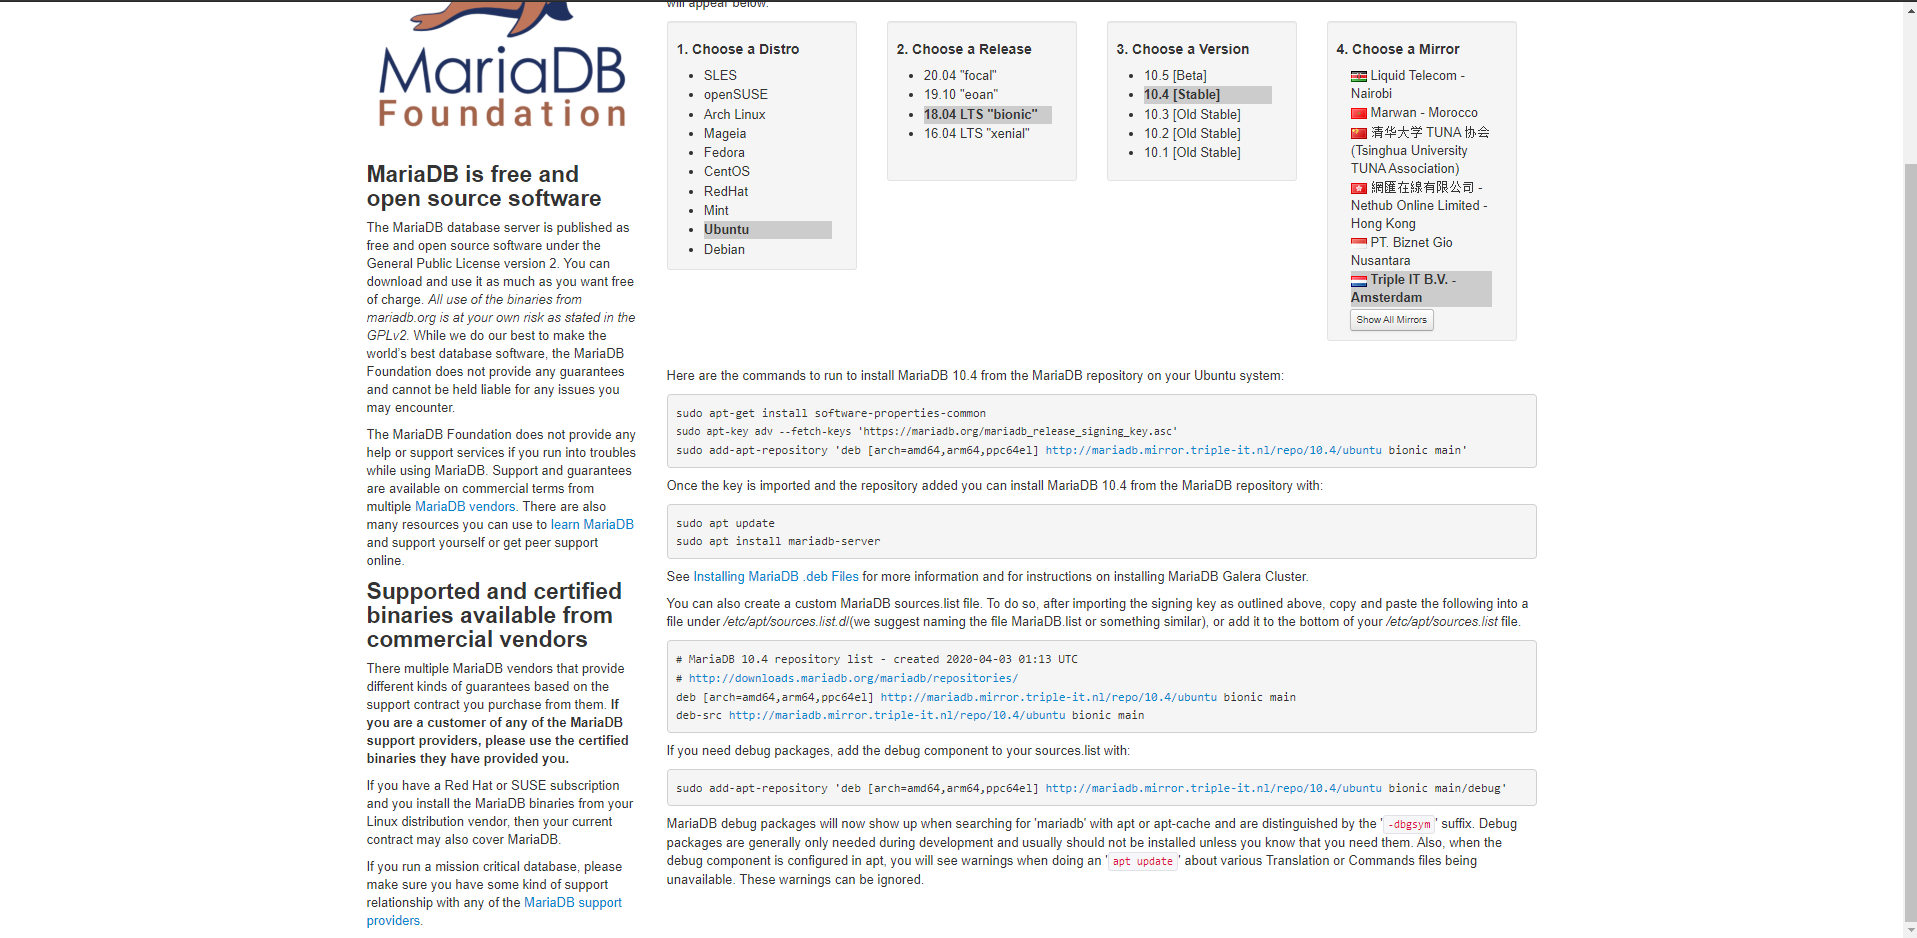 will appear below.
MariaDB
Foundation
MariaDB is free and
open source software
The MariaDB database server is published as
free and open source software under the
General Public License version 2. You can
download and use it as much as you want free
of charge. All use of the binaries from
mariadb.org is at your own risk as stated in the
GPLv2. While we do our best to make the
world's best database software, the MariaDB
Foundation does not provide any guarantees
and cannot be held liable for any issues you
may encounter.
The MariaDB Foundation does not provide any
help or support services if you run into troubles
while using MariaDB. Support and guarantees
are available on commercial terms from
multiple MariaDB vendors. There are also
many resources you can use to learn MariaDB
and support yourself or get peer support
online.
Supported and certified
binaries available from
commercial vendors
There multiple MariaDB vendors that provide
different kinds of guarantees based on the
support contract you purchase from them. If
you are a customer of any of the MariaDB
support providers, please use the certified
binaries they have provided you.
If you have a Red Hat or SUSE subscription
and you install the MariaDB binaries from your
Linux distribution vendor, then your current
contract may also cover MariaDB.
If you run a mission critical database, please
make sure you have some kind of support
relationship with any of the MariaDB support
providers.
1. Choose a Distro
SLES
openSUSE
Arch Linux
Mageia
Fedora
CentOS
RedHat
Mint
Ubuntu
Debian
2. Choose a Release
20.04 "focal"
19.10 "eoan"
18.04 LTS "bionic"
16.04 LTS "xenial"
3. Choose a Version
10.5 [Beta]
10.4 [Stable]
10.3 [Old Stable]
10.2 [Old Stable]
10.1 [Old Stable]
4. Choose a Mirror
Liquid Telecom -
Nairobi
Marwan - Morocco
清华大学 TUNA 协会
(Tsinghua University
TUNA Association)
網匯在線有限公司 -
Nethub Online Limited -
Hong Kong
PT. Biznet Gio
Nusantara
Triple IT B.V. -
Amsterdam
Show All Mirrors
Here are the commands to run to install MariaDB 10.4 from the MariaDB repository on your Ubuntu system:
sudo apt-get install software-properties-common
sudo apt-key adv --fetch-keys 'https://mariadb.org/mariadb_release_signing_key.asc'
sudo add-apt-repository 'deb [arch=amd64,arm64,ppc64el] http://mariadb.mirror.triple-it.nl/repo/10.4/ubuntu bionic main'
Once the key is imported and the repository added you can install MariaDB 10.4 from the MariaDB repository with:
sudo apt update
sudo apt install mariadb-server
See Installing MariaDB .deb Files for more information and for instructions on installing MariaDB Galera Cluster.
You can also create a custom MariaDB sources.list file. To do so, after importing the signing key as outlined above, copy and paste the following into a
file under /etc/apt/sources.list.d/(we suggest naming the file MariaDB.list or something similar), or add it to the bottom of your /etc/apt/sources.list file.
# MariaDB 10.4 repository list - created 2020-04-03 01:13 UTC
# http://downloads.mariadb.org/mariadb/repositories/
deb [arch=amd64,arm64,ppc64el] http://mariadb.mirror.triple-it.nl/repo/10.4/ubuntu bionic main
deb-src http://mariadb.mirror.triple-it.nl/repo/10.4/ubuntu bionic main
If you need debug packages, add the debug component to your sources.list with:
sudo add-apt-repository 'deb [arch=amd64,arm64,ppc64el] http://mariadb.mirror.triple-it.nl/repo/10.4/ubuntu bionic main/debug'
MariaDB debug packages will now show up when searching for 'mariadb' with apt or apt-cache and are distinguished by the '-dbgsym' suffix. Debug
packages are generally only needed during development and usually should not be installed unless you know that you need them. Also, when the
debug component is configured in apt, you will see warnings when doing an 'apt update' about various Translation or Commands files being
unavailable. These warnings can be ignored.